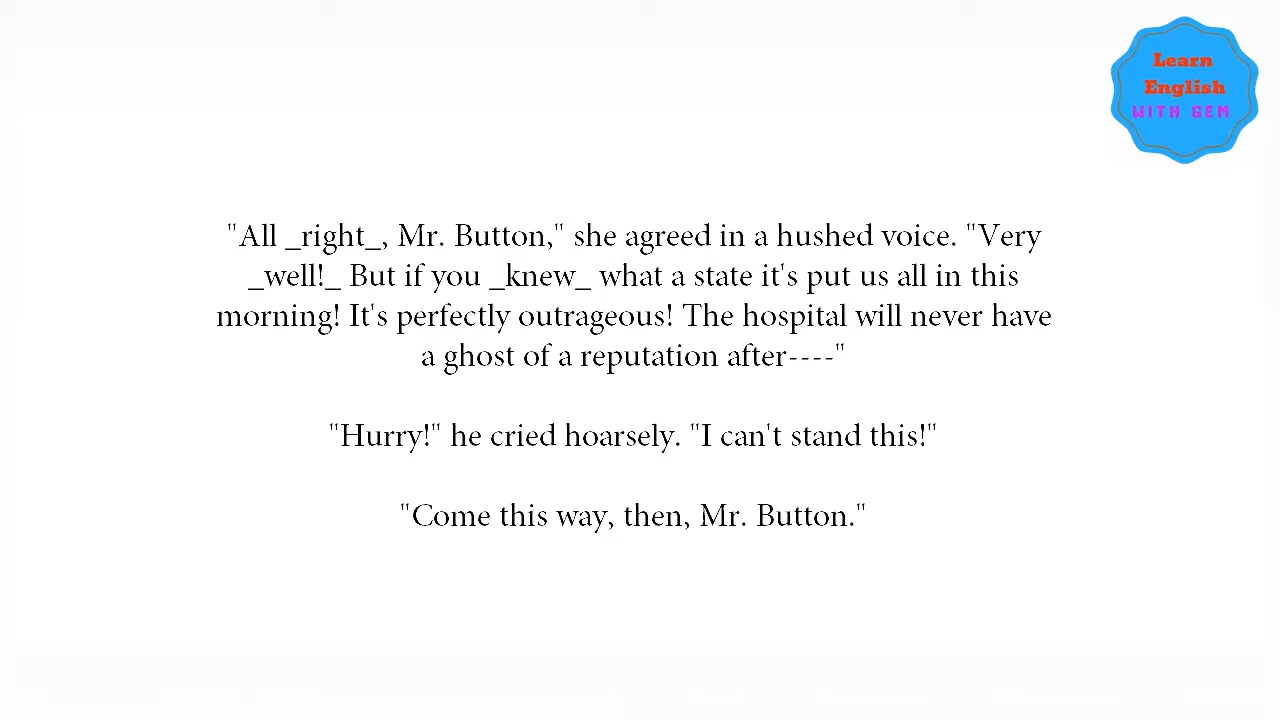 Learn
English
WITH GEM
"All _right_, Mr. Button," she agreed in a hushed voice. "Very
_well!_ But if you _knew_ what a state it's put us all in this
morning! It's perfectly outrageous! The hospital will never have
a ghost of a reputation after----"
"Hurry!" he cried hoarsely. "I can't stand this!"
"Come this way, then, Mr. Button."